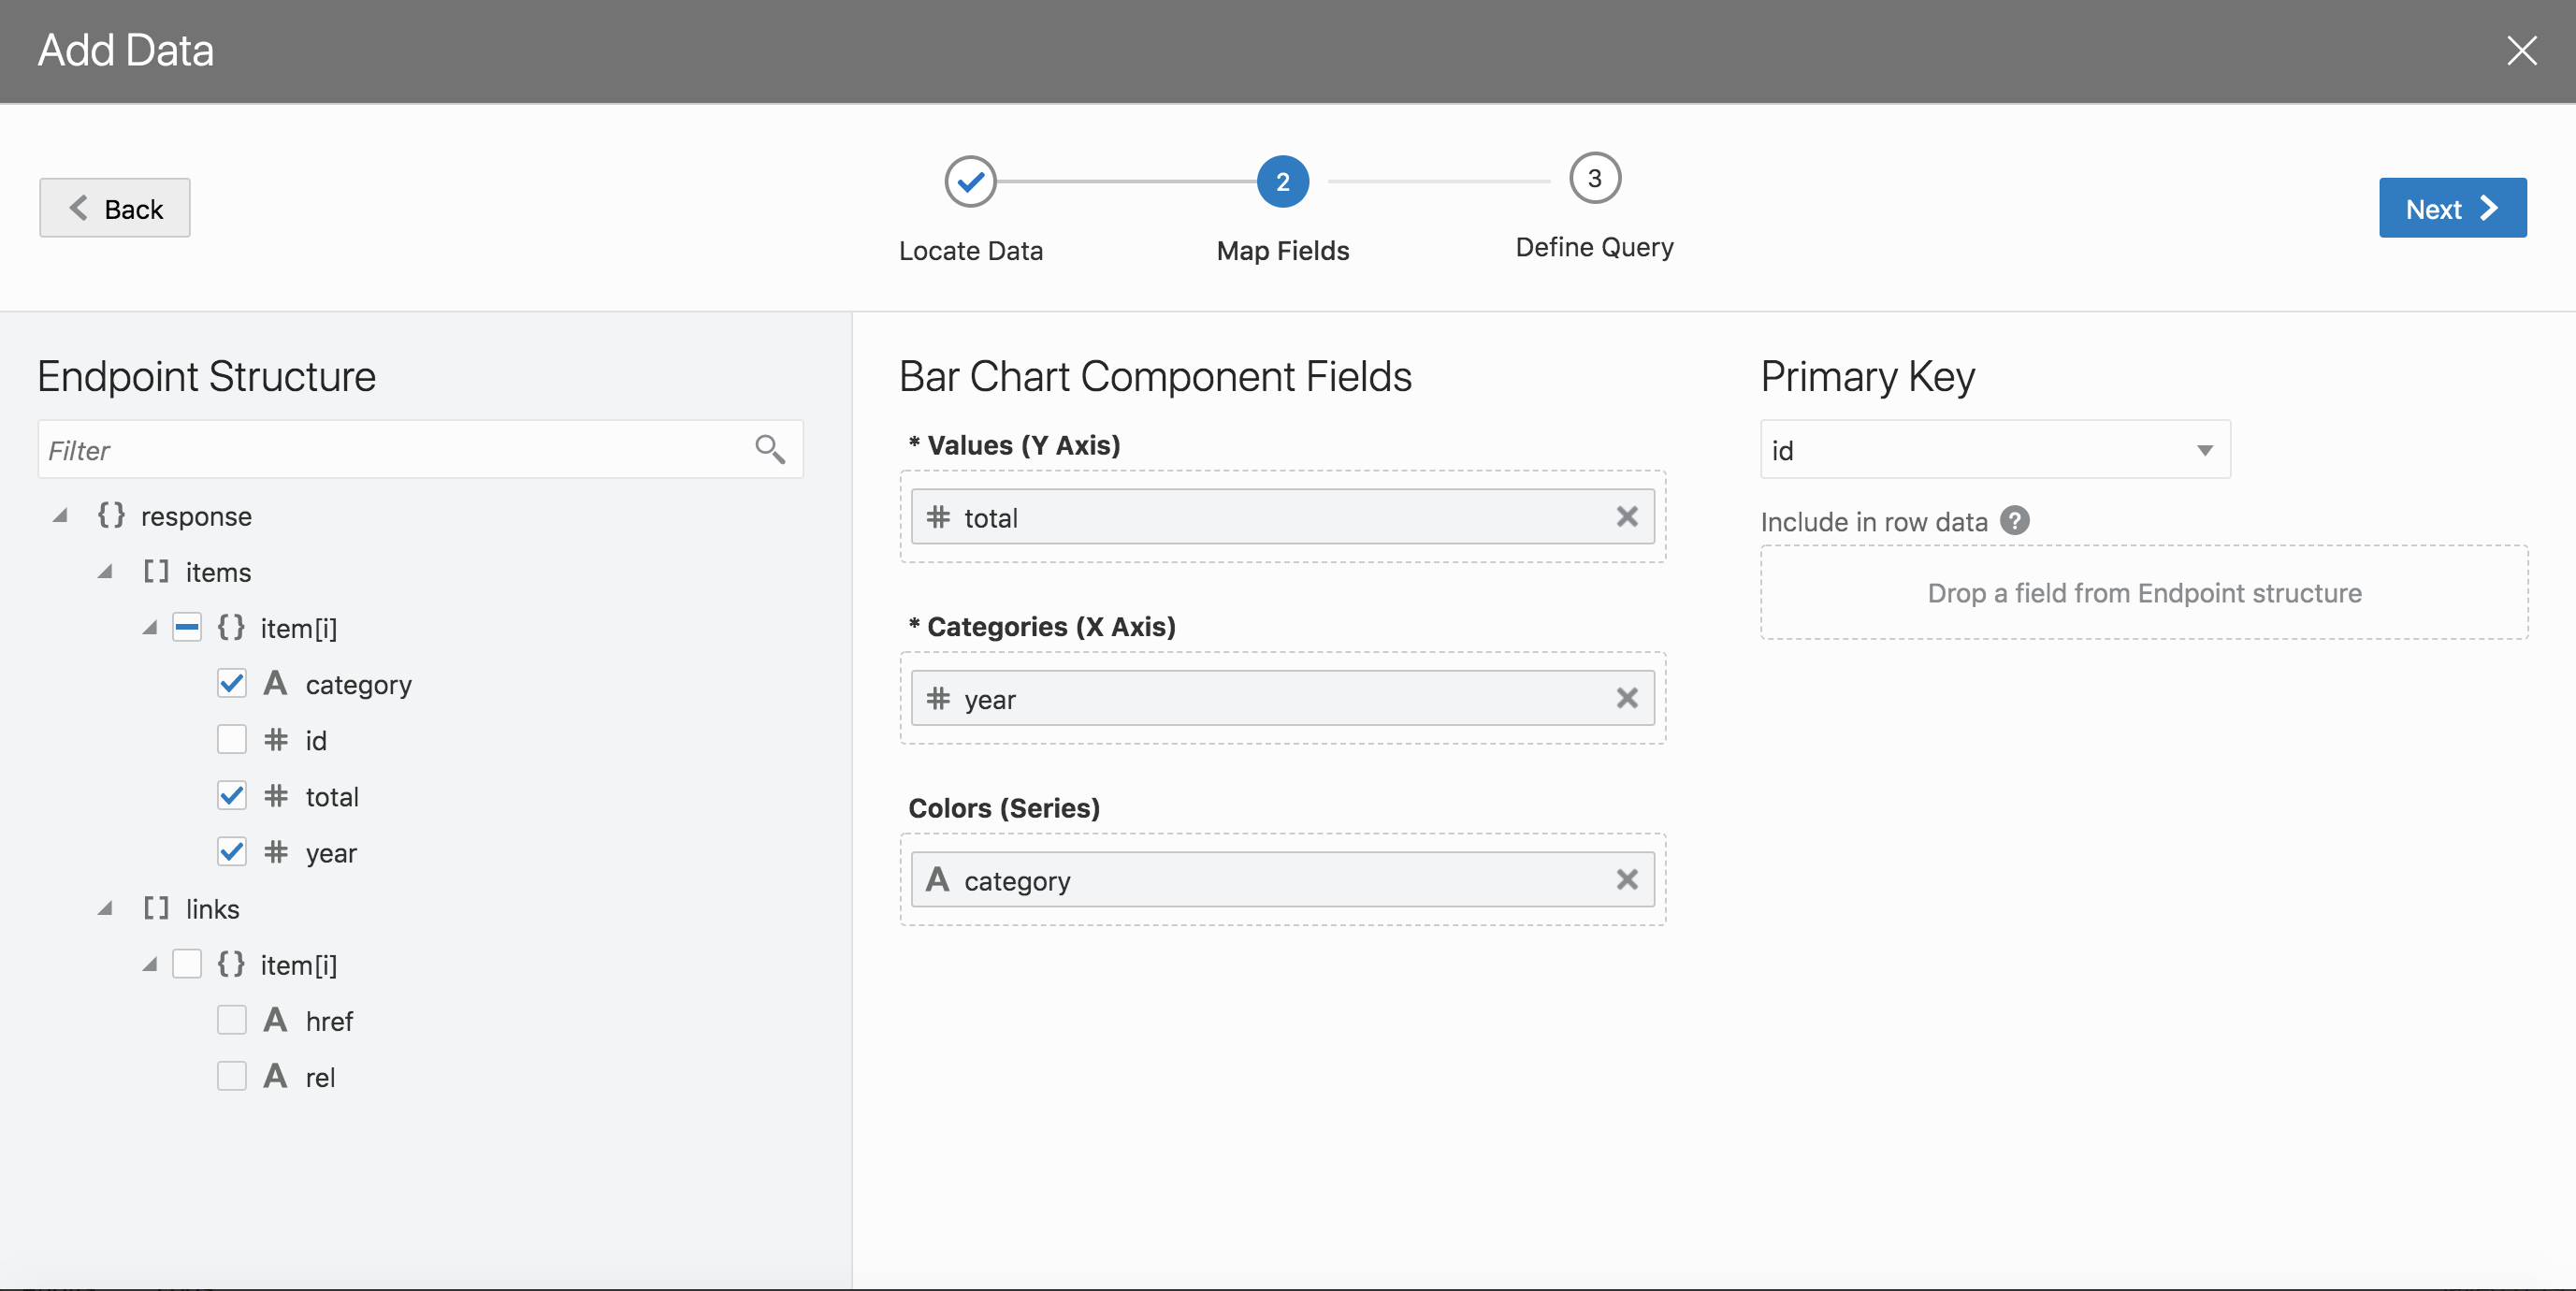 Add Data
Back
2
3
Next
Locate Data
Map Fields
Define Query
Endpoint Structure
Filter
{} response
[] items
{} item[i]
A category
# id
# total
# year
[] links
{} item[i]
A href
A rel
Bar Chart Component Fields
* Values (Y Axis)
# total
* Categories (X Axis)
# year
Colors (Series)
A category
Primary Key
id
Include in row data ?
Drop a field from Endpoint structure